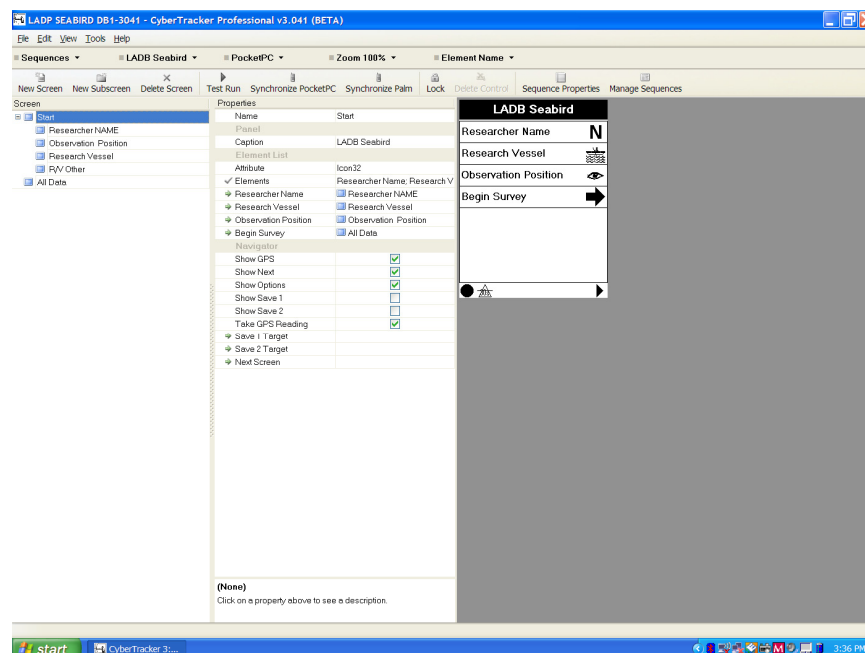 LADP SEABIRD DB1-3041 - CyberTracker Professional v3.041 (BETA)
File Edit View Tools Help
Sequences LADB Seabird PocketPC Zoom 100% Element Name
New Screen New Subscreen Delete Screen Test Run Synchronize PocketPC Synchronize Palm Lock Delete Control Sequence Properties Manage Sequences
Screen
Start
Researcher NAME
Observation Position
Research Vessel
R/V Other
All Data
Properties
Name Start
Panel
Caption LADB Seabird
Element List
Attribute Icon32
Elements Researcher Name; Research V
Researcher Name Researcher NAME
Research Vessel Research Vessel
Observation Position Observation Position
Begin Survey All Data
Navigator
Show GPS
Show Next
Show Options
Show Save 1
Show Save 2
Take GPS Reading
Save 1 Target
Save 2 Target
Next Screen
(None)
Click on a property above to see a description.
LADB Seabird
Researcher Name N
Research Vessel
Observation Position
Begin Survey
start CyberTracker 3:... 3:36 PM